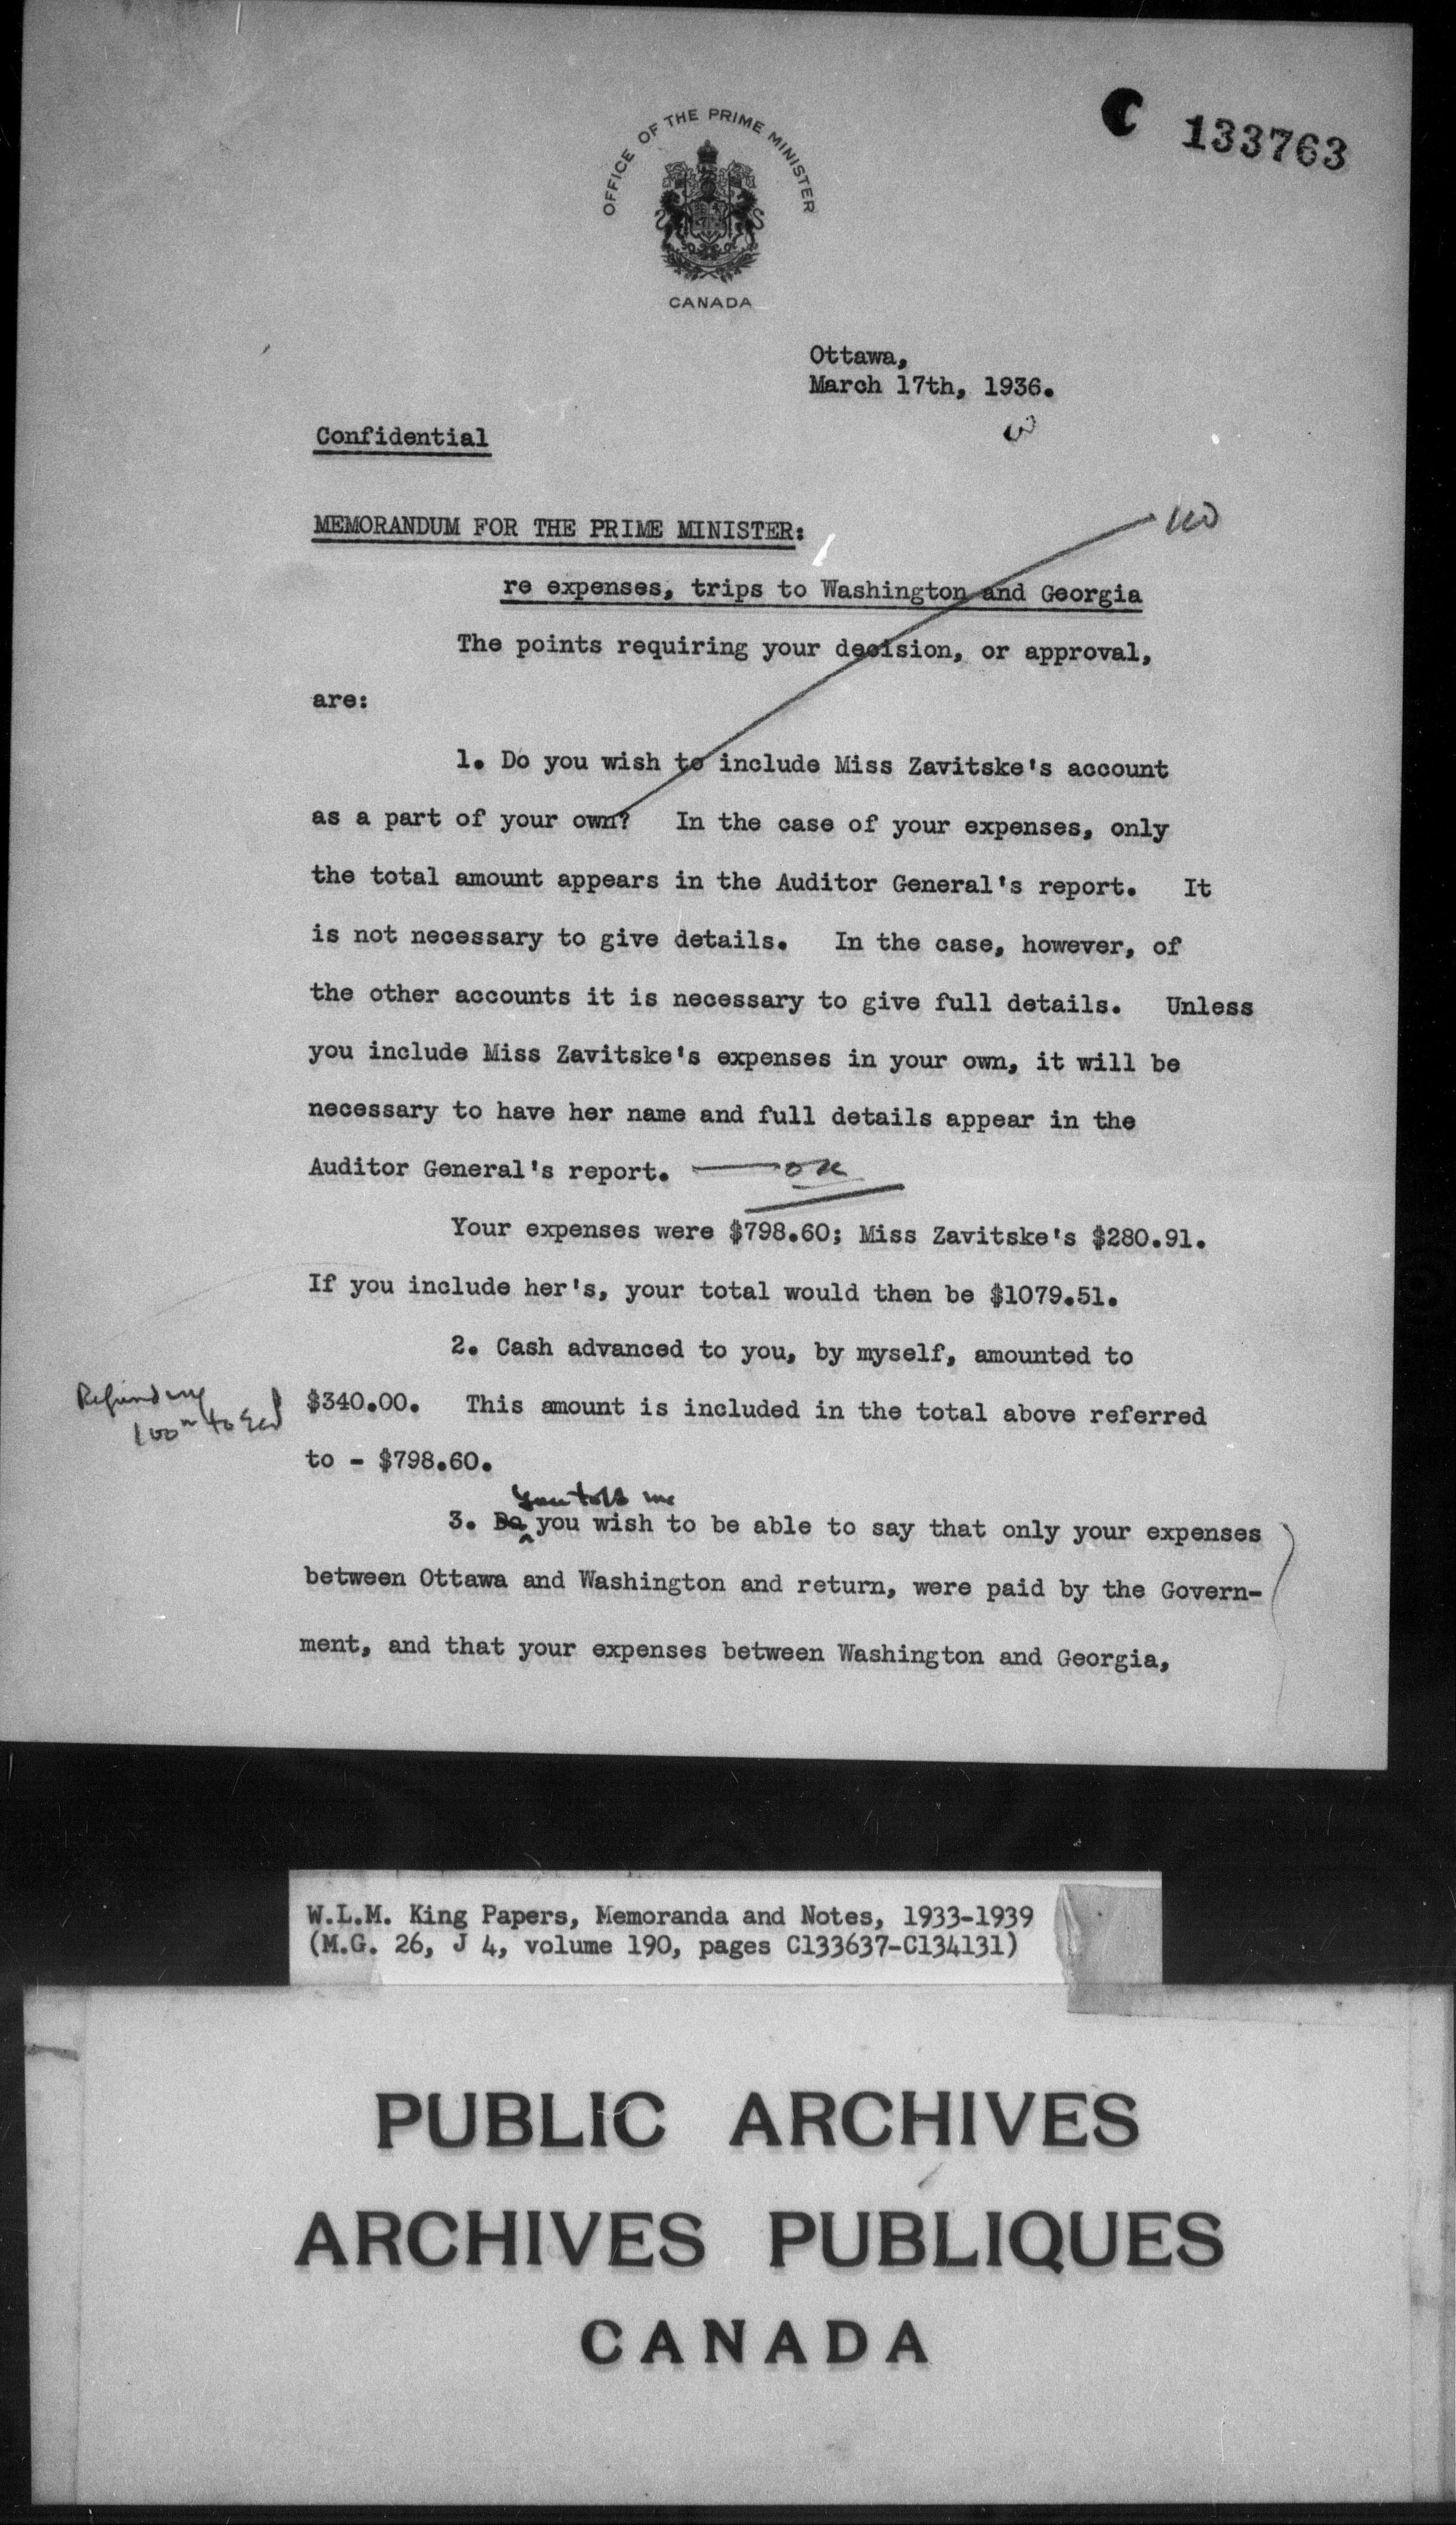 C 133763
OFFICE OF THE PRIME MINISTER
CANADA
Ottawa,
March 17th, 1936.
Confidential
MEMORANDUM FOR THE PRIME MINISTER:
re expenses, trips to Washington and Georgia
The points requiring your decision, or approval,
are:
1. Do you wish to include Miss Zavitske's account
as a part of your own? In the case of your expenses, only
the total amount appears in the Auditor General's report. It
is not necessary to give details. In the case, however, of
the other accounts it is necessary to give full details. Unless
you include Miss Zavitske's expenses in your own, it will be
necessary to have her name and full details appear in the
Auditor General's report. — OK
Your expenses were $798.60; Miss Zavitske's $280.91.
If you include her's, your total would then be $1079.51.
2. Cash advanced to you, by myself, amounted to
$340.00. This amount is included in the total above referred
to - $798.60.
you told me
3. Do you wish to be able to say that only your expenses
between Ottawa and Washington and return, were paid by the Govern-
ment, and that your expenses between Washington and Georgia,
W.L.M. King Papers, Memoranda and Notes, 1933-1939
(M.G. 26, J 4, volume 190, pages C133637-C134131)
PUBLIC ARCHIVES
ARCHIVES PUBLIQUES
CANADA